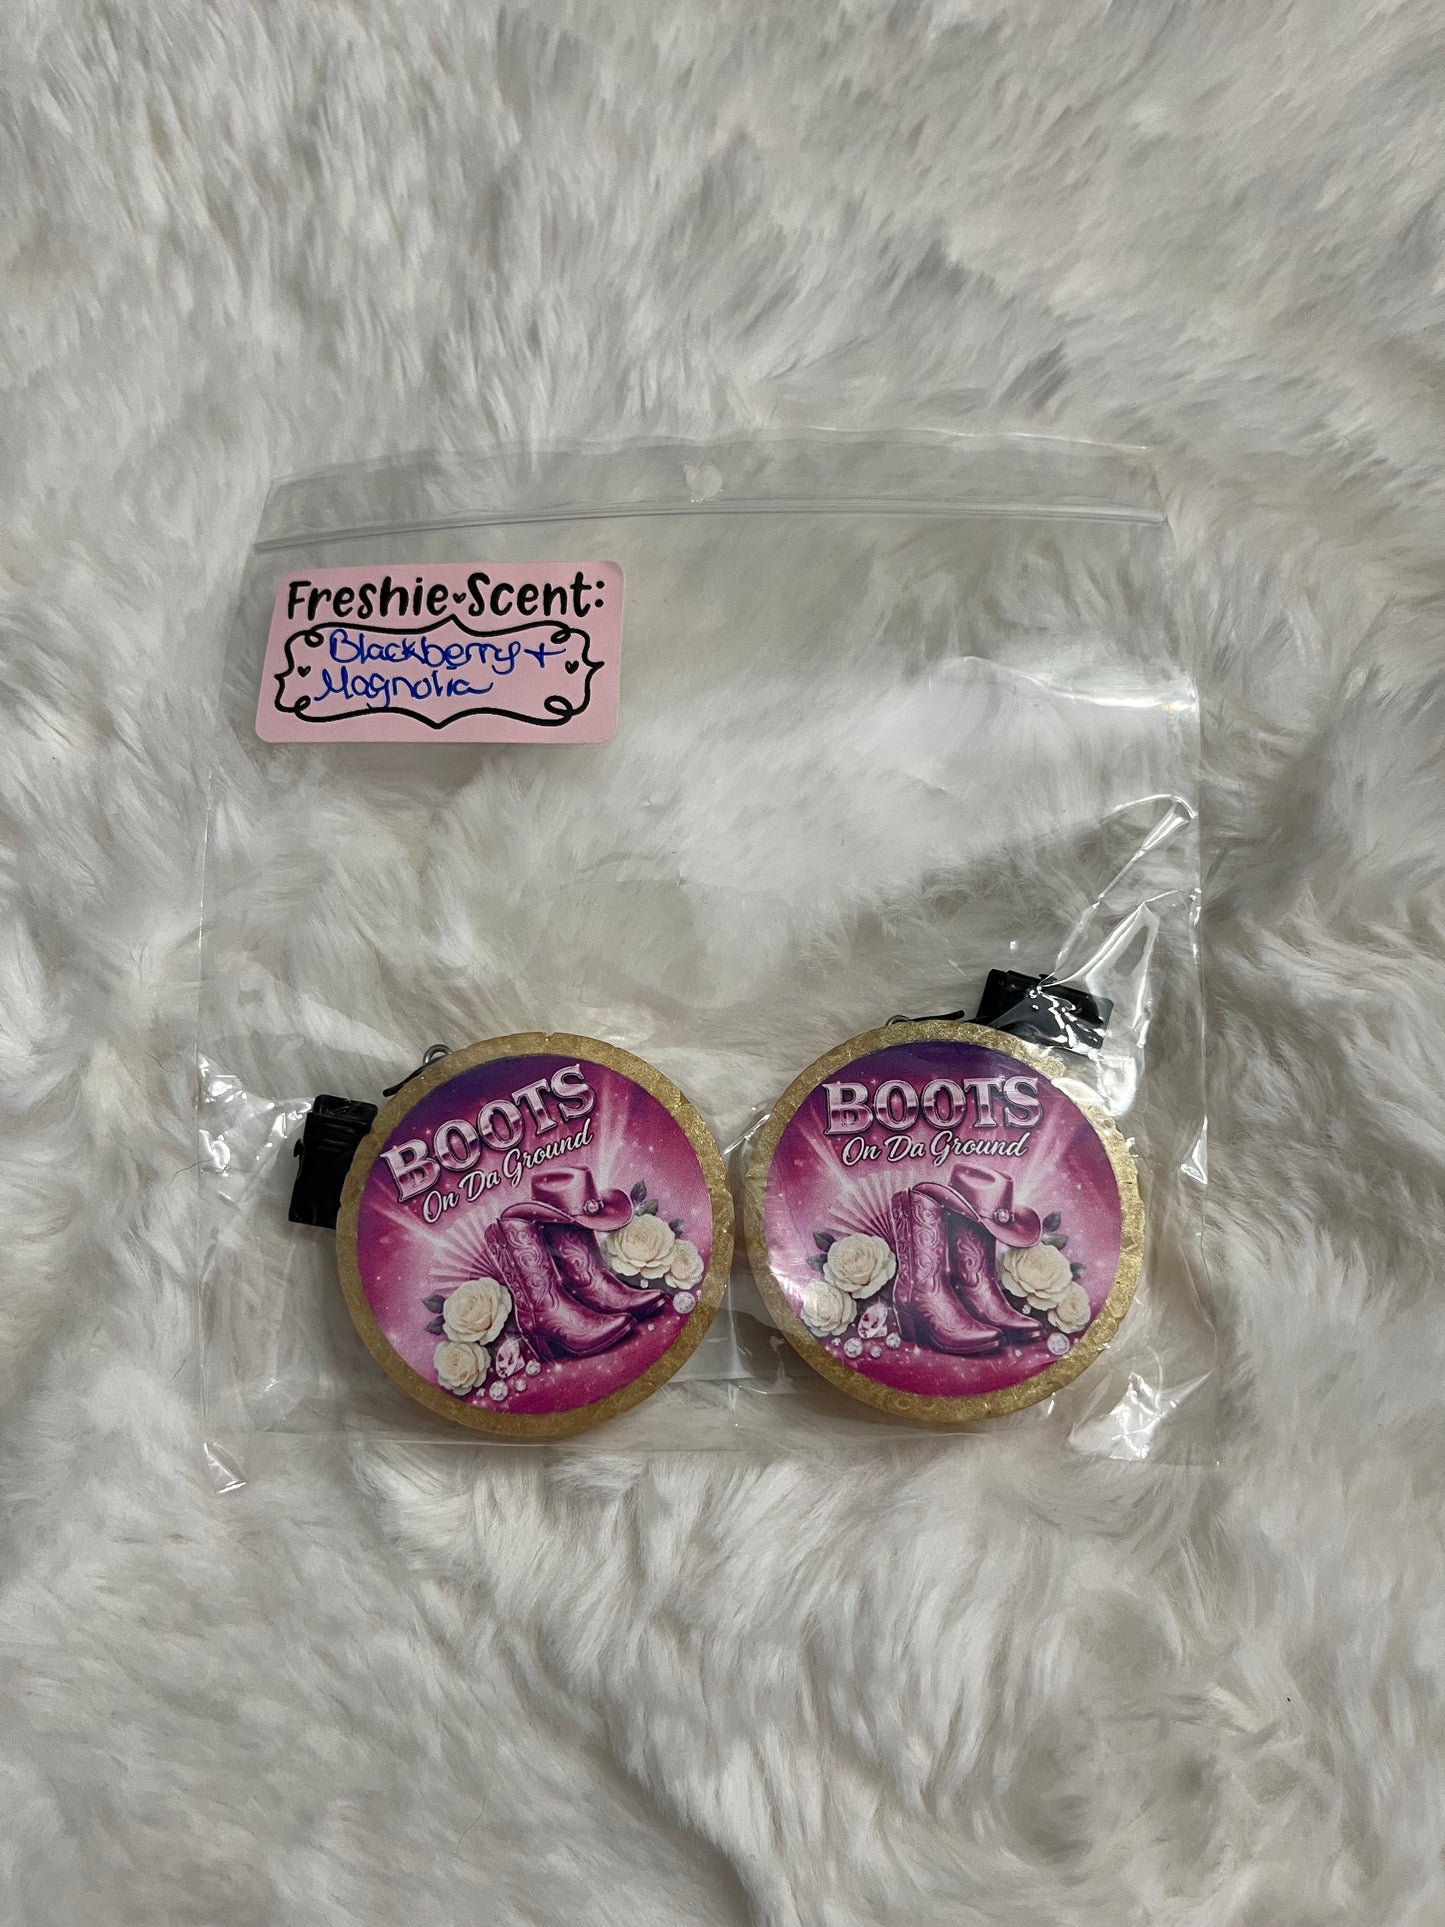 Freshie Scent:
Blackberry +
Magnolia
BOOTS
On Da Ground
BOOTS
On Da Ground